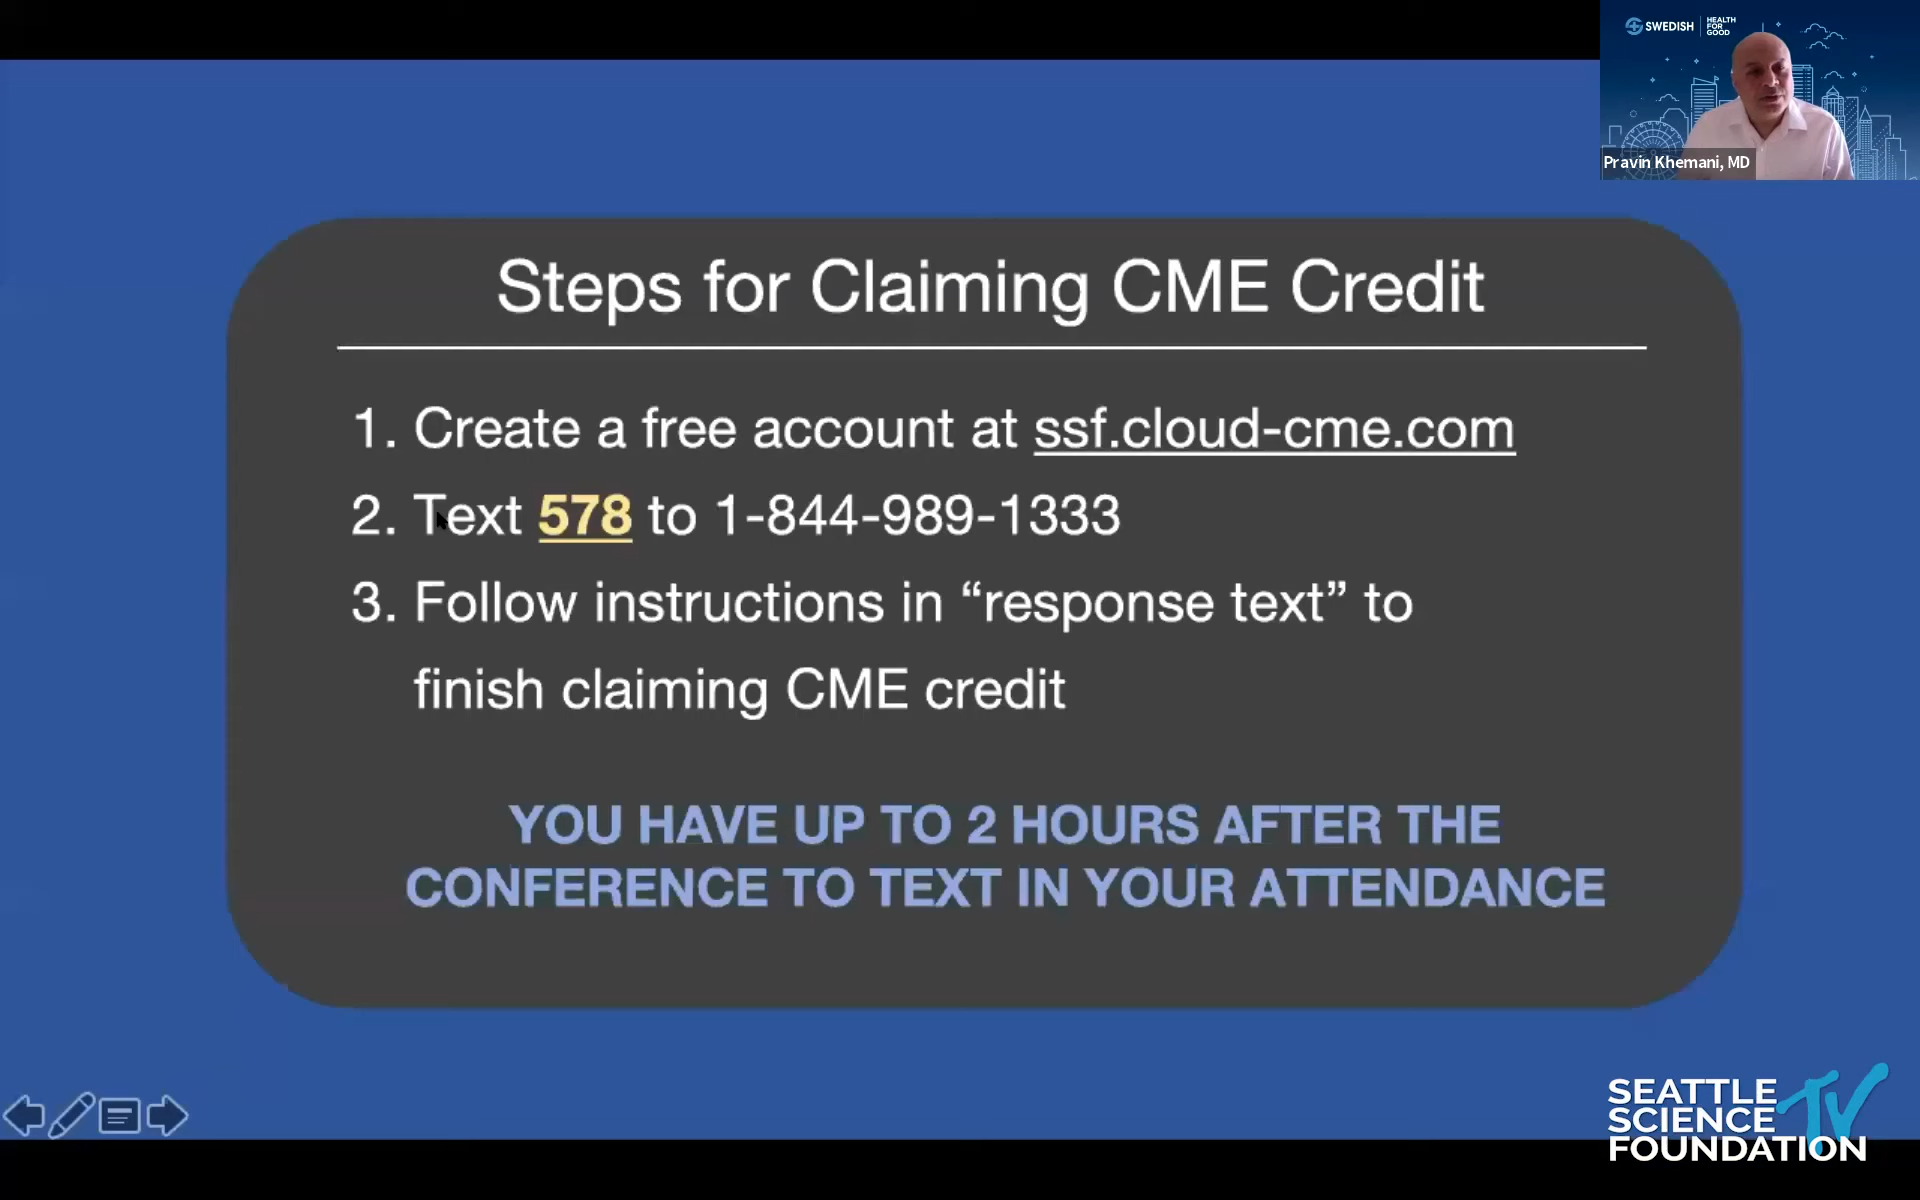 SWEDISH
HEALTH
FOR
GOOD
Pravin Khemani, MD
Steps for Claiming CME Credit
1. Create a free account at ssf.cloud-cme.com
2. Text 578 to 1-844-989-1333
3. Follow instructions in “response text” to
finish claiming CME credit
YOU HAVE UP TO 2 HOURS AFTER THE
CONFERENCE TO TEXT IN YOUR ATTENDANCE
SEATTLE
SCIENCE TV
FOUNDATION